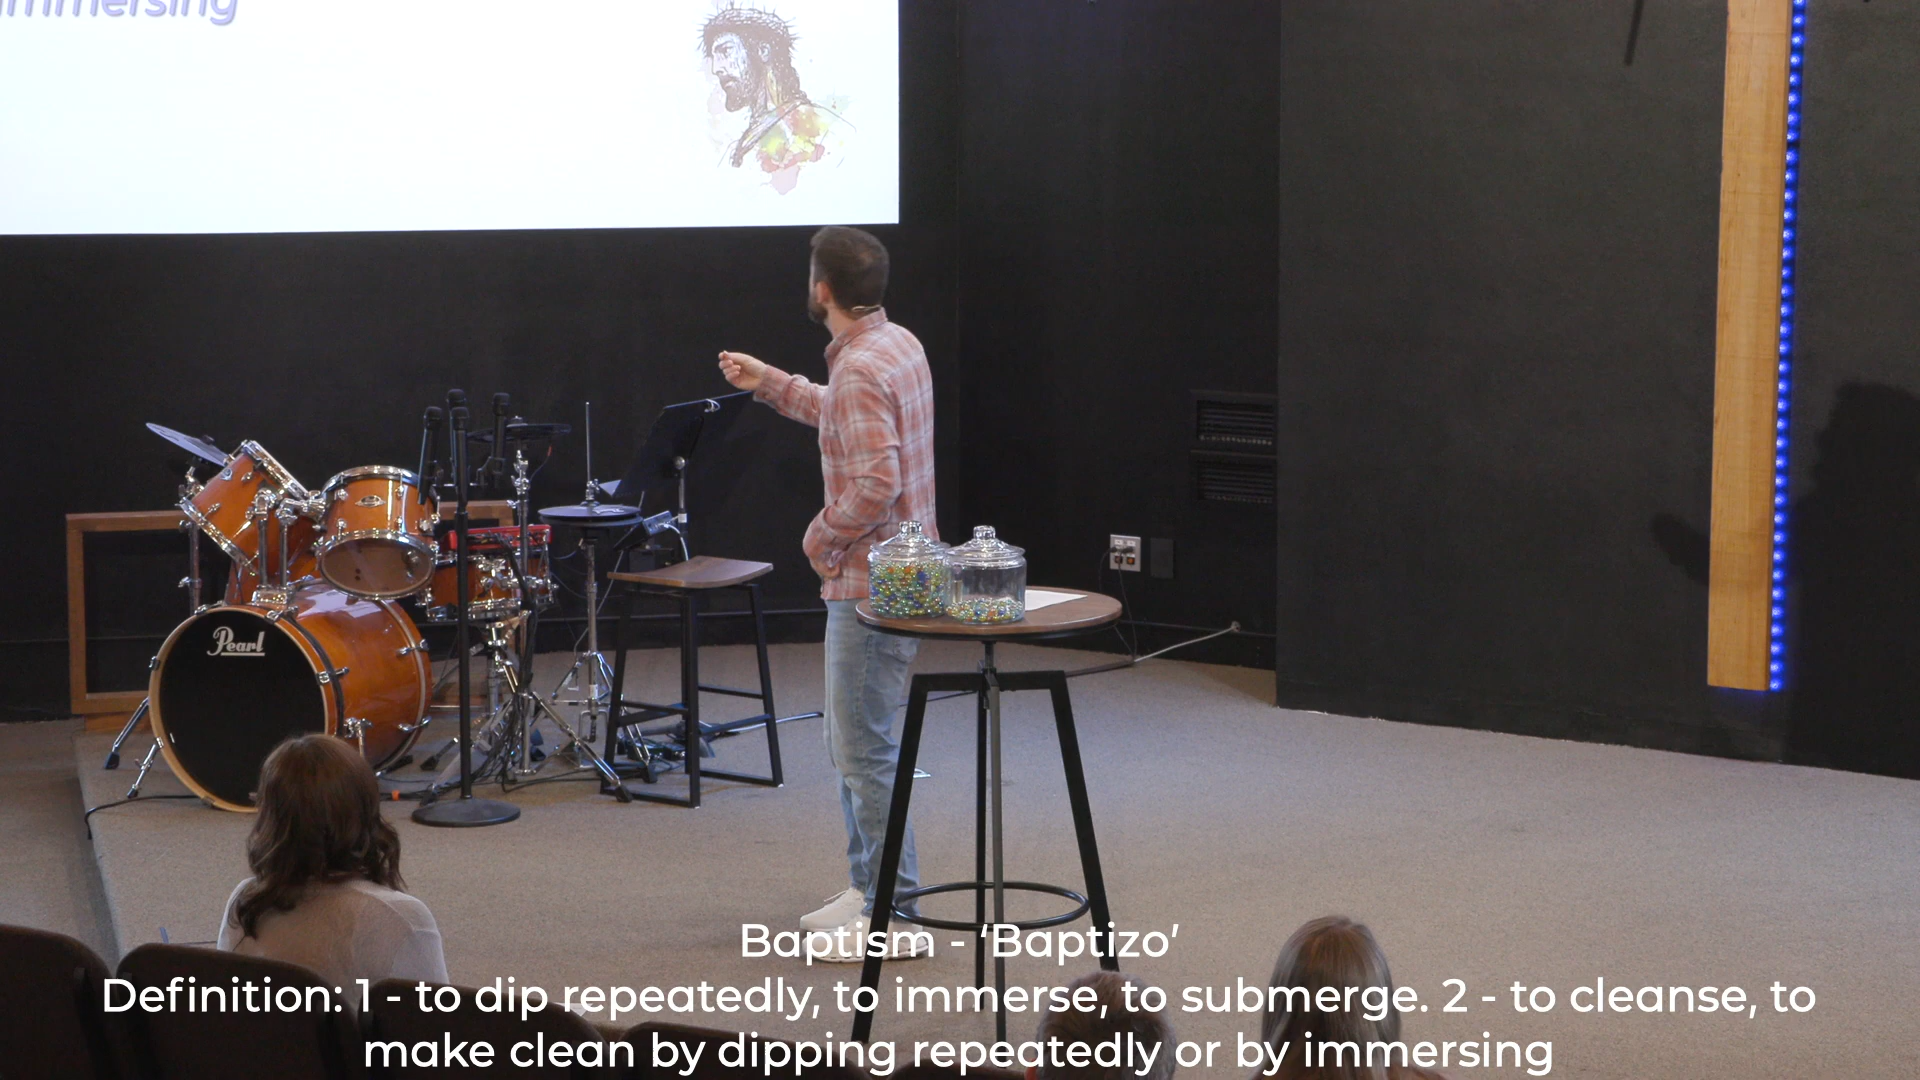 immersing
Pearl
Baptism - ‘Baptizo’
Definition: 1 - to dip repeatedly, to immerse, to submerge. 2 - to cleanse, to
make clean by dipping repeatedly or by immersing